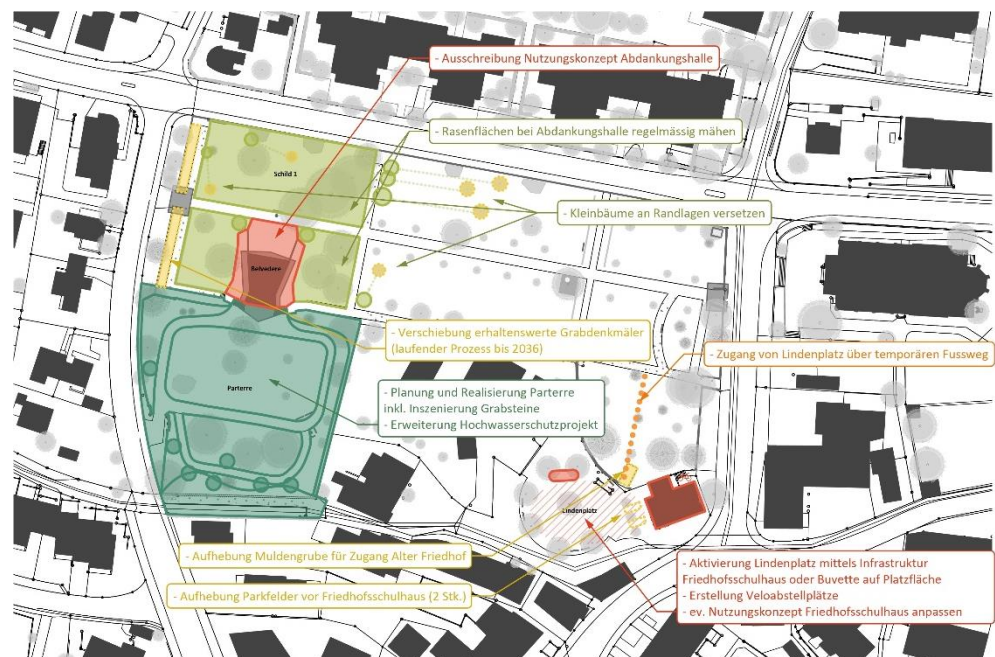 - Ausschreibung Nutzungskonzept Abdankungshalle
- Rasenflächen bei Abdankungshalle regelmässig mähen
Schild 1
- Kleinbäume an Randlagen versetzen
Belvedere
- Verschiebung erhaltenswerte Grabdenkmäler
(laufender Prozess bis 2036)
- Zugang von Lindenplatz über temporären Fussweg
Parterre
- Planung und Realisierung Parterre
inkl. Inszenierung Grabsteine
- Erweiterung Hochwasserschutzprojekt
Lindenplatz
- Aufhebung Muldengrube für Zugang Alter Friedhof
- Aufhebung Parkfelder vor Friedhofsschulhaus (2 Stk.)
- Aktivierung Lindenplatz mittels Infrastruktur
Friedhofsschulhaus oder Buvette auf Platzfläche
- Erstellung Veloabstellplätze
- ev. Nutzungskonzept Friedhofsschulhaus anpassen